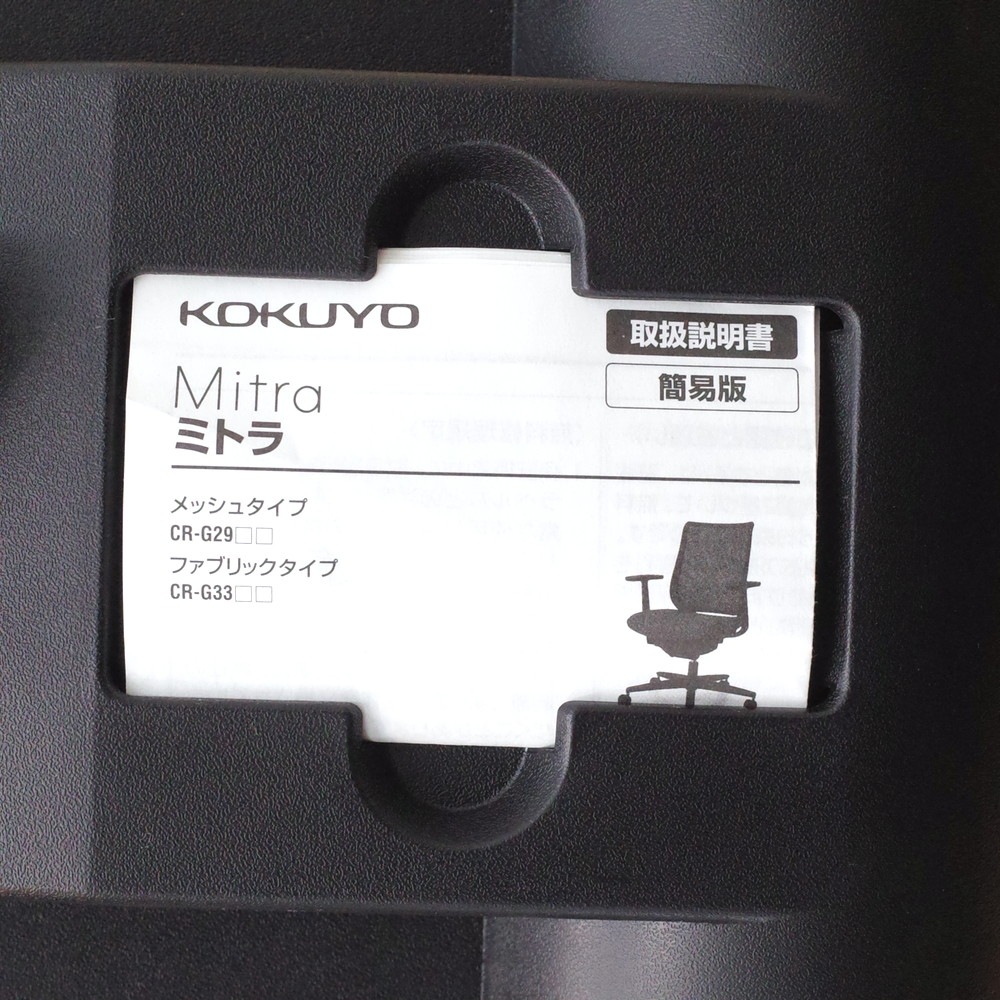 KOKUYO
取扱説明書
簡易版
Mitra
ミトラ
メッシュタイプ
CR-G29□□
ファブリックタイプ
CR-G33□□